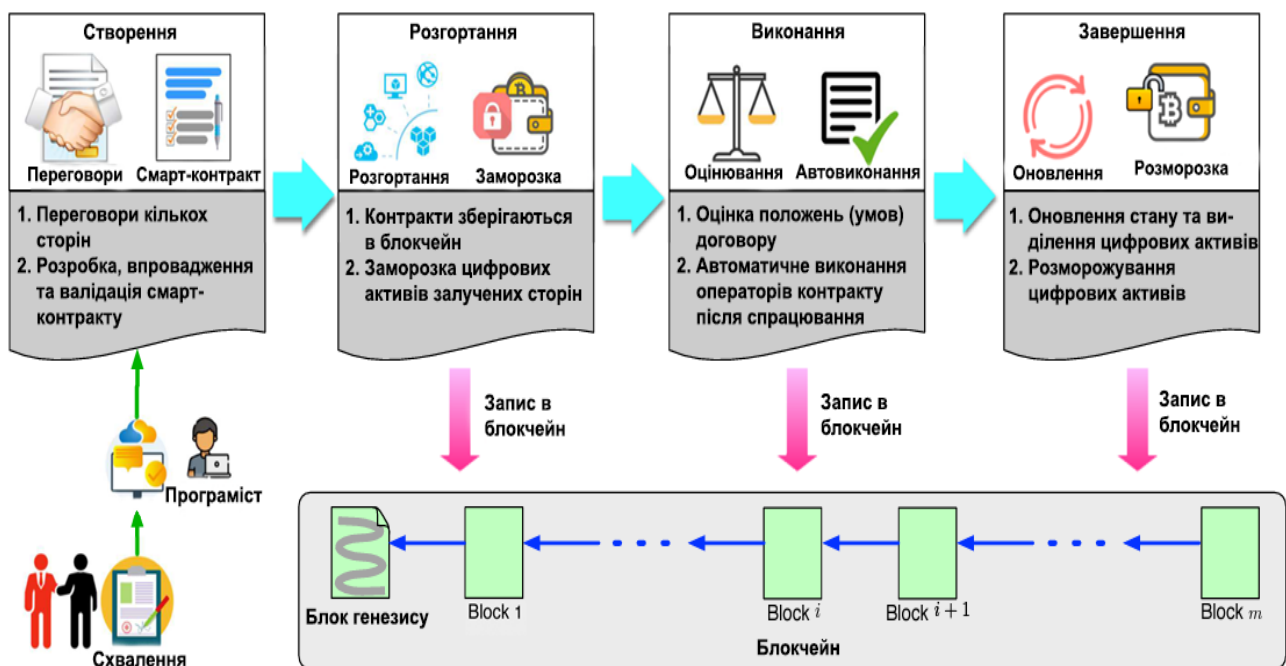 Створення
Переговори
Смарт-контракт
1. Переговори кількох
сторін
2. Розробка, впровадження
та валідація смарт-
контракту
Розгортання
Розгортання
Заморозка
1. Контракти зберігаються
в блокчейн
2. Заморозка цифрових
активів залучених сторін
Виконання
Оцінювання
Автовиконання
1. Оцінка положень (умов)
договору
2. Автоматичне виконання
операторів контракту
після спрацювання
Завершення
Оновлення
Розморозка
1. Оновлення стану та ви-
ділення цифрових активів
2. Розморожування
цифрових активів
Запис в
блокчейн
Запис в
блокчейн
Запис в
блокчейн
Програміст
Схвалення
Блок генезису
Block 1
Block i
Block i + 1
Block m
Блокчейн